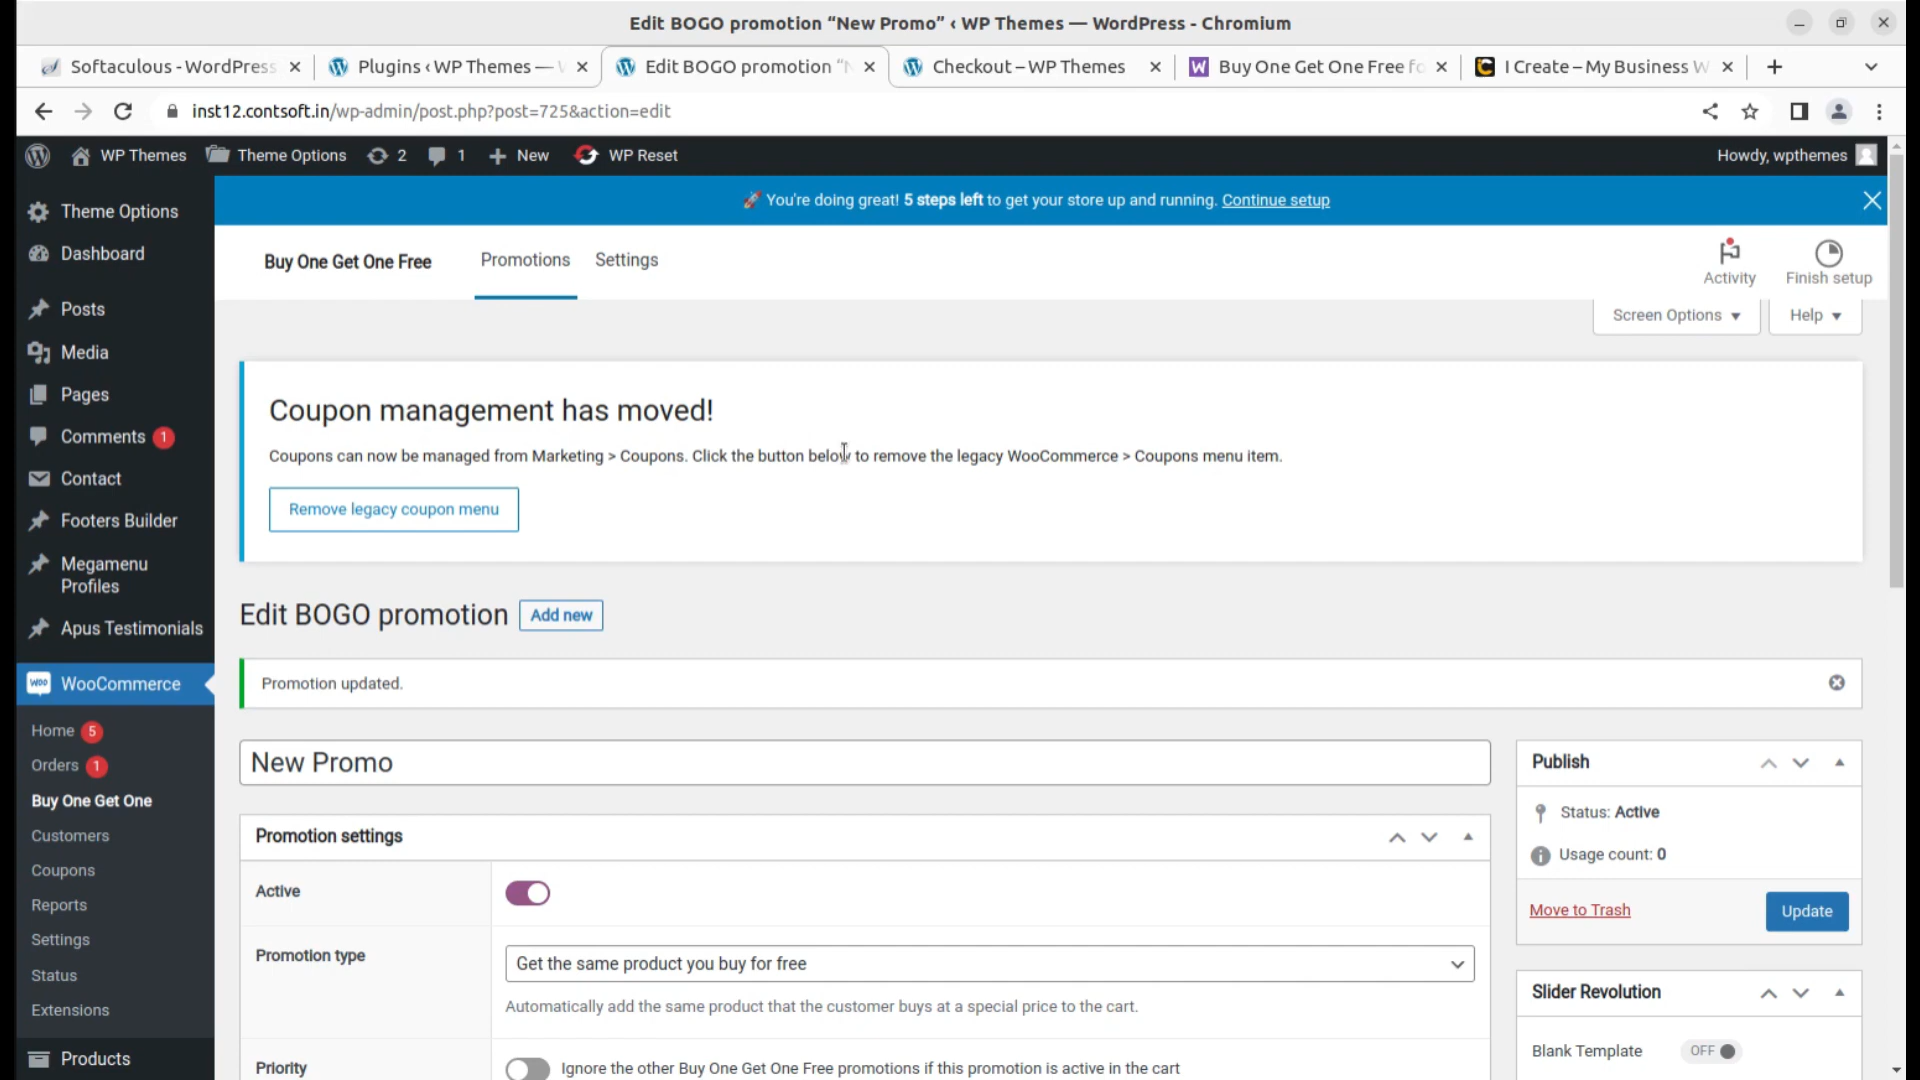 Edit BOGO promotion “New Promo” ‹ WP Themes — WordPress - Chromium
Softaculous - WordPress
Plugins ‹ WP Themes —
Edit BOGO promotion “
Checkout – WP Themes
Buy One Get One Free fo
I Create – My Business W
inst12.contsoft.in/wp-admin/post.php?post=725&action=edit
WP Themes
Theme Options
2
1
New
WP Reset
Howdy, wpthemes
You're doing great! 5 steps left to get your store up and running. Continue setup
Theme Options
Dashboard
Posts
Media
Pages
Comments 1
Contact
Footers Builder
Megamenu
Profiles
Apus Testimonials
WOO WooCommerce
Home 5
Orders 1
Buy One Get One
Customers
Coupons
Reports
Settings
Status
Extensions
Products
Buy One Get One Free
Promotions
Settings
Activity
Finish setup
Screen Options
Help
Coupon management has moved!
Coupons can now be managed from Marketing > Coupons. Click the button below to remove the legacy WooCommerce > Coupons menu item.
Remove legacy coupon menu
Edit BOGO promotion
Add new
Promotion updated.
New Promo
Promotion settings
Active
Promotion type
Get the same product you buy for free
Automatically add the same product that the customer buys at a special price to the cart.
Priority
Ignore the other Buy One Get One Free promotions if this promotion is active in the cart
Publish
Status: Active
Usage count: 0
Move to Trash
Update
Slider Revolution
Blank Template
OFF